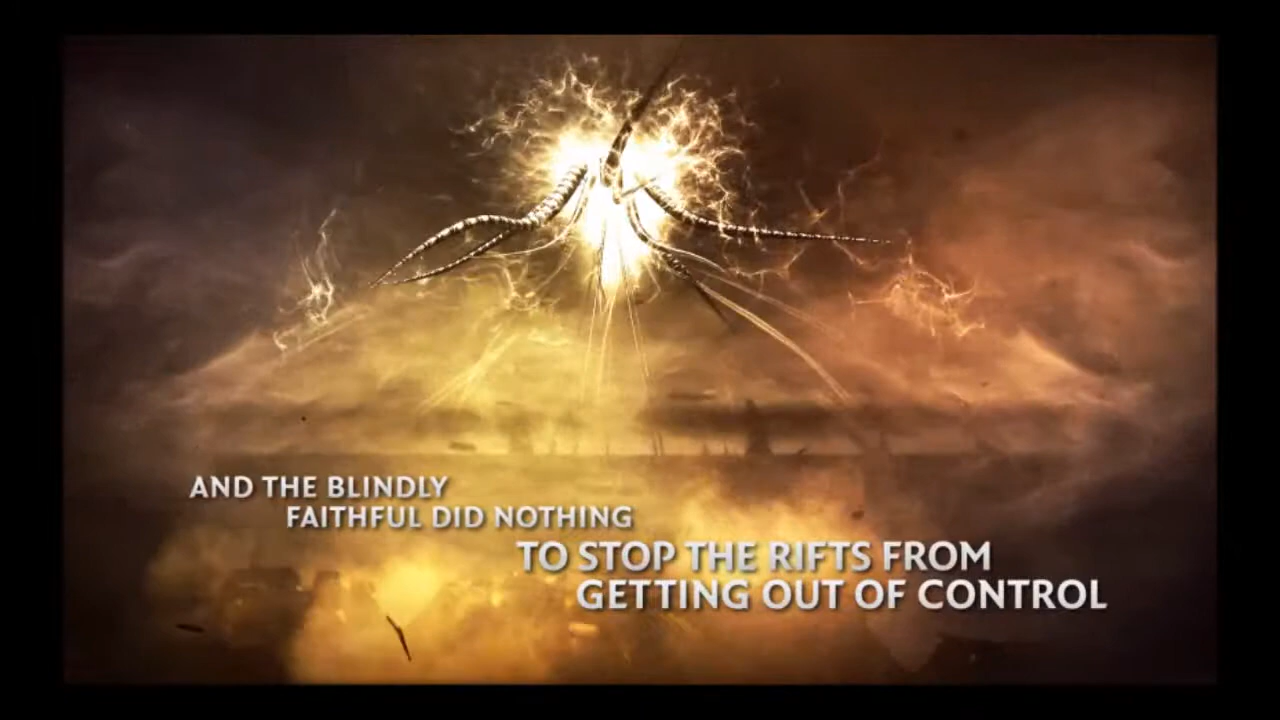 AND THE BLINDLY
FAITHFUL DID NOTHING
TO STOP THE RIFTS FROM
GETTING OUT OF CONTROL